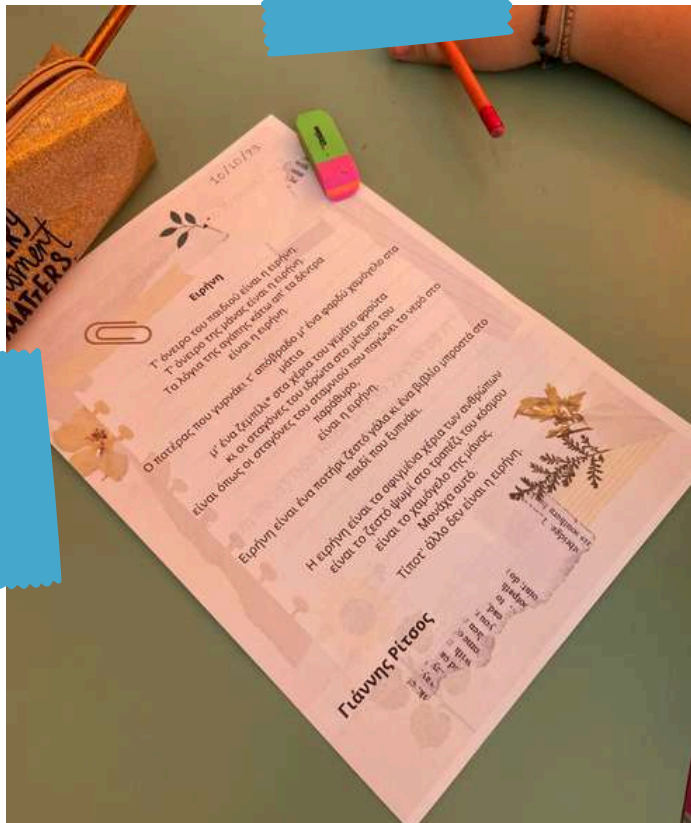 ERY
moment
MATTERS.
10/10/23
Ειρήνη
Τ' όνειρο του παιδιού είναι η ειρήνη.
Τ' όνειρο της μάνας είναι η ειρήνη.
Τα λόγια της αγάπης κάτω απ' τα δέντρα
είναι η ειρήνη.
Ο πατέρας που γυρνάει τ' απόβραδο μ' ένα φαρδύ χαμόγελο στα
μάτια
μ' ένα ζεμπίλι* στα χέρια του γεμάτο φρούτα
κι οι σταγόνες του ιδρώτα στο μέτωπό του
είναι όπως οι σταγόνες του σταμνιού που παγώνει το νερό στο
παράθυρο,
είναι η ειρήνη.
Ειρήνη είναι ένα ποτήρι ζεστό γάλα κι ένα βιβλίο μπροστά στο
παιδί που ξυπνάει.
Η ειρήνη είναι τα σφιγμένα χέρια των ανθρώπων
είναι το ζεστό ψωμί στο τραπέζι του κόσμου
είναι το χαμόγελο της μάνας.
Μονάχα αυτό.
Τίποτ' άλλο δεν είναι η ειρήνη.
Γιάννης Ρίτσος